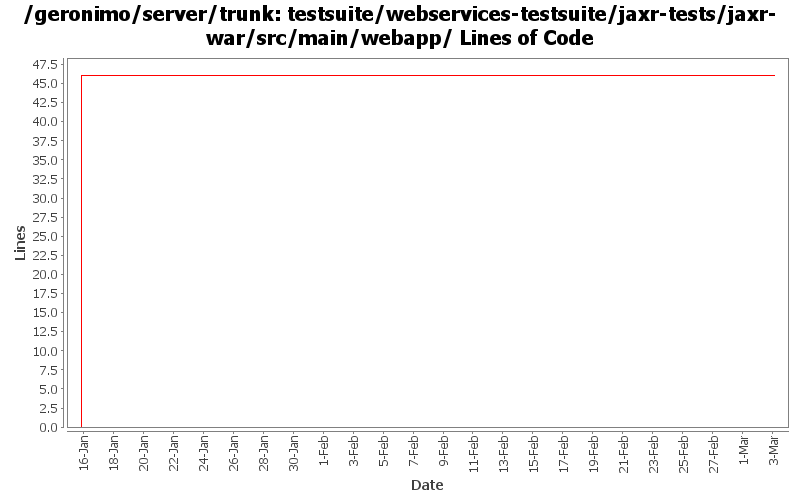 /geronimo/server/trunk: testsuite/webservices-testsuite/jaxr-tests/jaxr-
war/src/main/webapp/ Lines of Code
47.5
45.0
42.5
40.0
37.5
35.0
32.5
30.0
27.5
25.0
22.5
20.0
17.5
15.0
12.5
10.0
7.5
5.0
2.5
0.0
Lines
16-Jan
18-Jan
20-Jan
22-Jan
24-Jan
26-Jan
28-Jan
30-Jan
1-Feb
3-Feb
5-Feb
7-Feb
9-Feb
11-Feb
13-Feb
15-Feb
17-Feb
19-Feb
21-Feb
23-Feb
25-Feb
27-Feb
1-Mar
3-Mar
Date